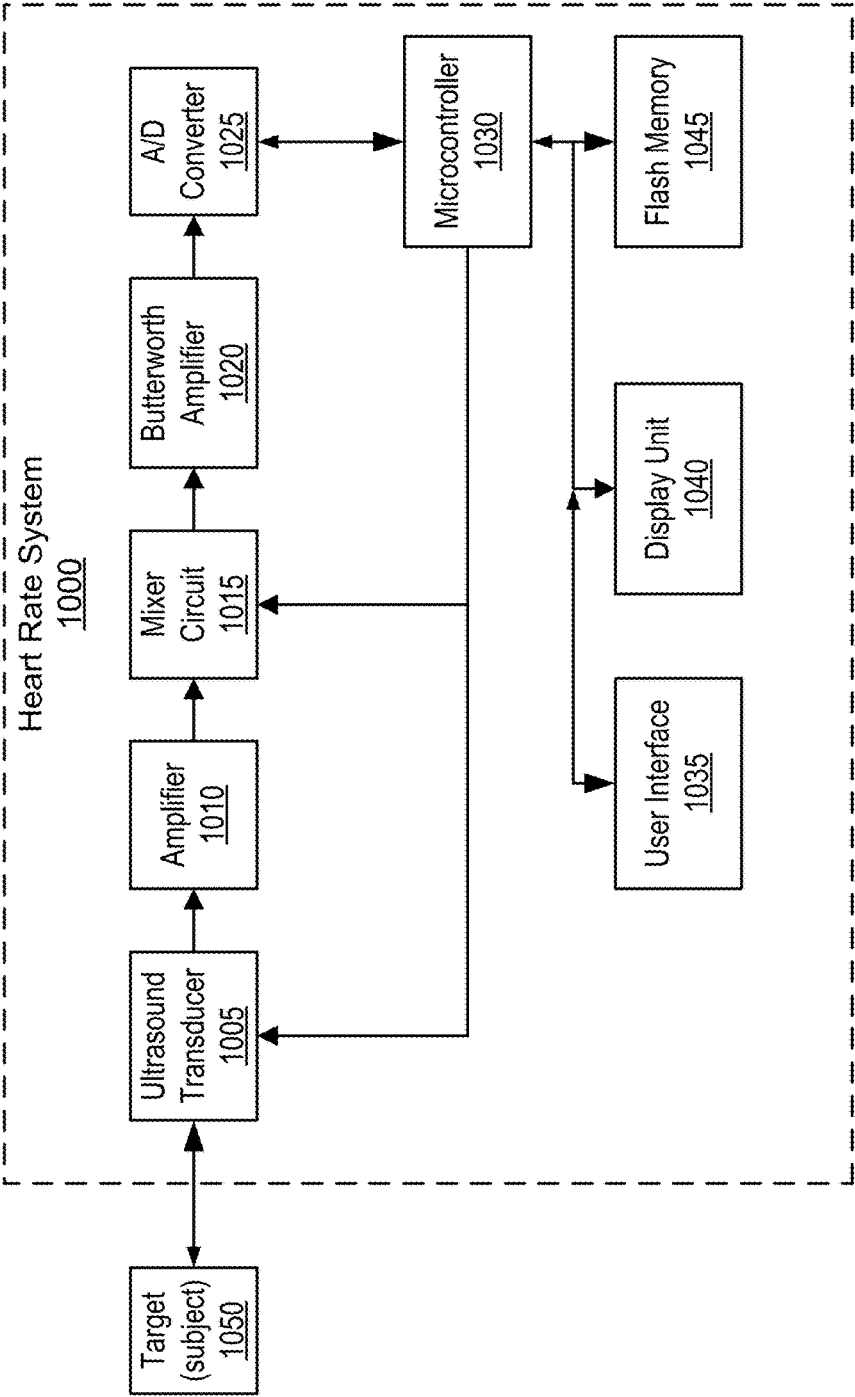 Heart Rate System
1000
Target
(subject)
1050
Ultrasound
Transducer
1005
Amplifier
1010
Mixer
Circuit
1015
Butterworth
Amplifier
1020
A/D
Converter
1025
Microcontroller
1030
User Interface
1035
Display Unit
1040
Flash Memory
1045